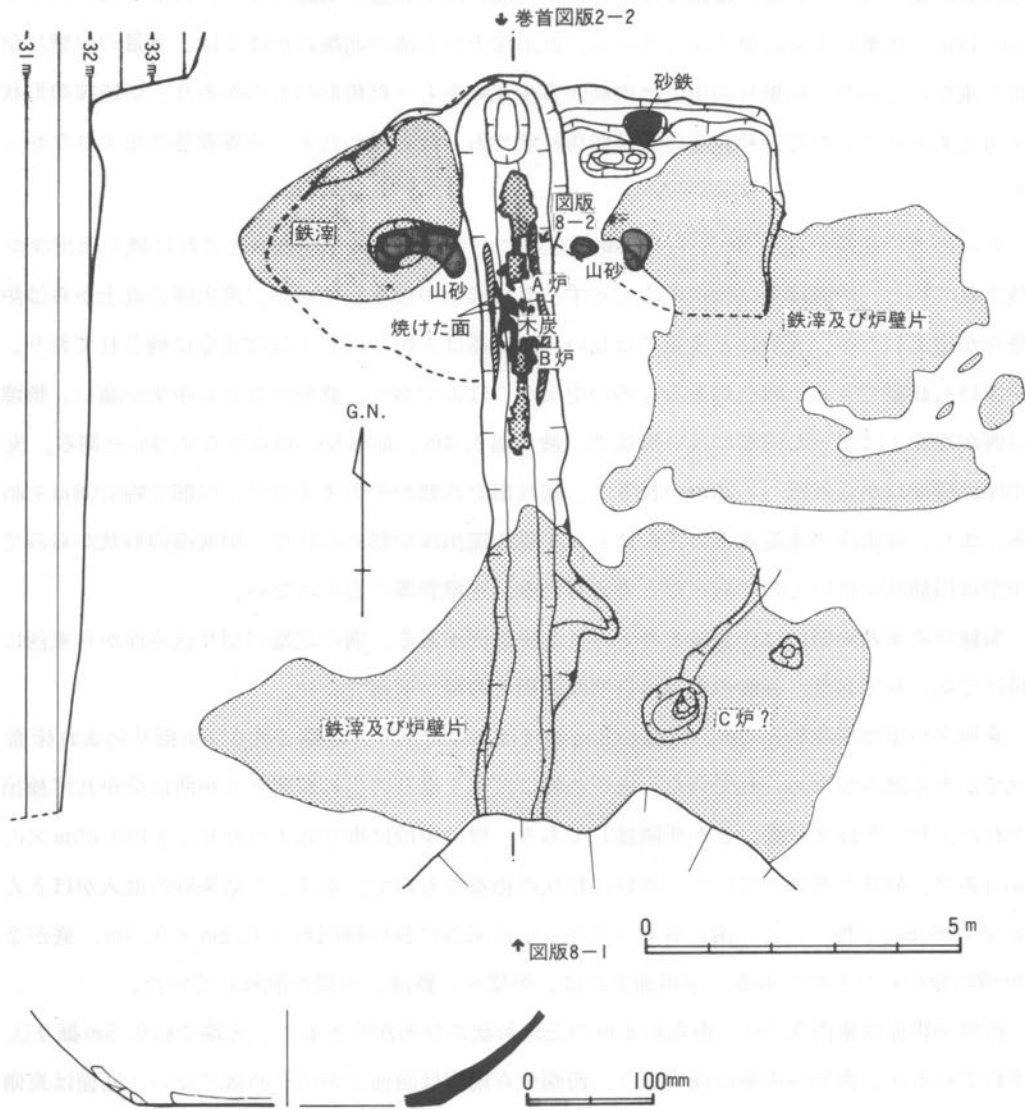 巻首図版2-2
-31m
-32m
-33m
砂鉄
鉄滓
図版
8-2
山砂
山砂
A炉
焼けた面
木炭
B炉
鉄滓及び炉壁片
G.N.
鉄滓及び炉壁片
C炉?
0 5m
図版8-1
0 100mm